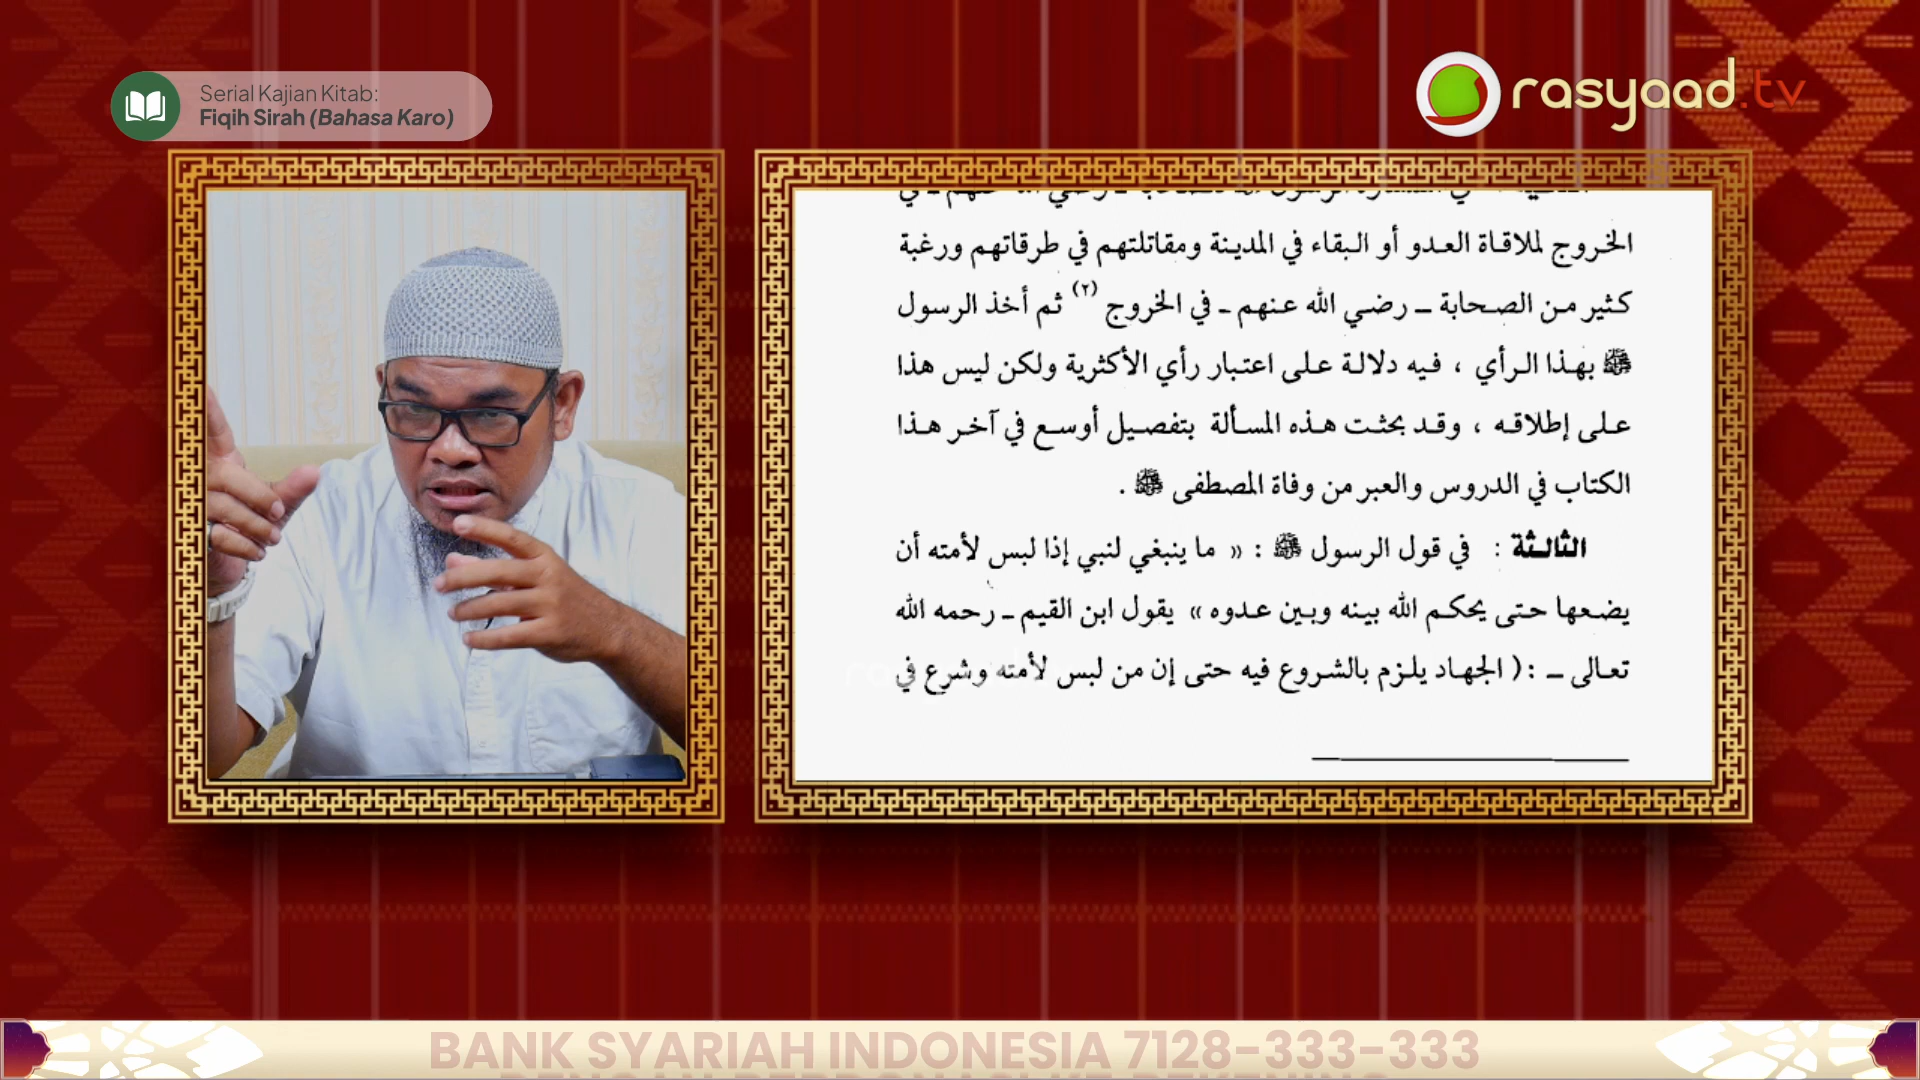 Serial Kajian Kitab:
Fiqih Sirah (Bahasa Karo)
rasyaad.tv
الخروج لملاقاة العدو أو البقاء في المدينة ومقاتلتهم في طرقاتهم ورغبة
كثير من الصحابة ــ رضي الله عنهم ـ في الخروج (٢) ثم أخذ الرسول
ﷺ بهذا الرأي ، فيه دلالة على اعتبار رأي الأكثرية ولكن ليس هذا
على إطلاقه ، وقد بحثت هذه المسألة بتفصيل أوسع في آخر هذا
الكتاب في الدروس والعبر من وفاة المصطفى ﷺ .
الثالثة : في قول الرسول ﷺ : « ما ينبغي لنبي إذا لبس لأمته أن
يضعها حتى يحكم الله بينه وبين عدوه » يقول ابن القيم ـ رحمه الله
تعالى ــ :( الجهاد يلزم بالشروع فيه حتى إن من لبس لأمته وشرع في
BANK SYARIAH INDONESIA 7128-333-333